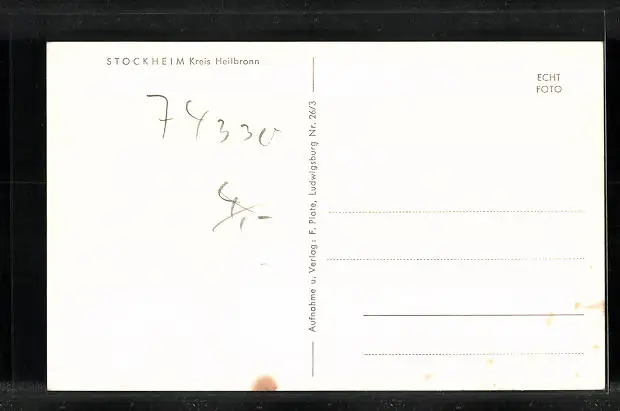 STOCKHEIM Kreis Heilbronn
74330
Aufnahme u. Verlag: F. Plate, Ludwigsburg Nr. 26/3
ECHT
FOTO